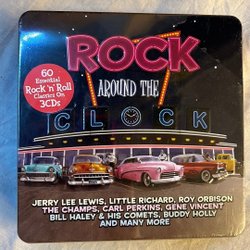 ROCK
AROUND THE
CLOCK
60
Essential
Rock 'n' Roll
Classics On
3CDs
JERRY LEE LEWIS, LITTLE RICHARD, ROY ORBISON
THE CHAMPS, CARL PERKINS, GENE VINCENT
BILL HALEY & HIS COMETS, BUDDY HOLLY
AND MANY MORE